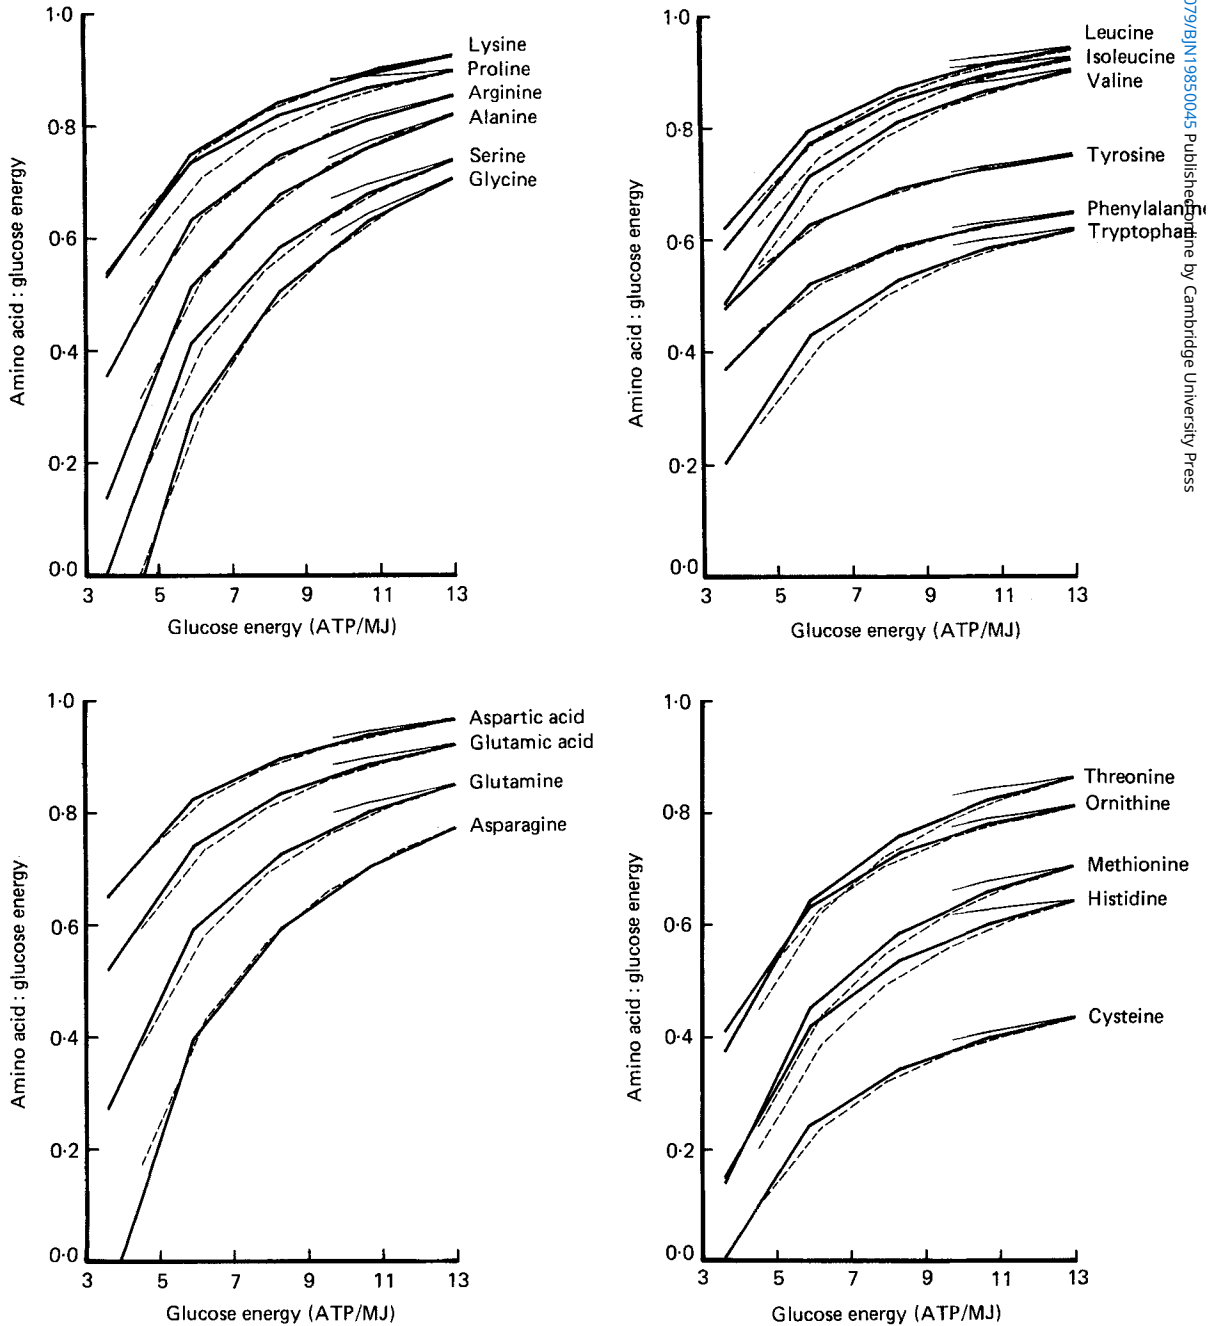 1·0
0·8
0·6
0·4
0·2
0·0
Amino acid : glucose energy
Lysine
Proline
Arginine
Alanine
Serine
Glycine
3 5 7 9 11 13
Glucose energy (ATP/MJ)
1·0
0·8
0·6
0·4
0·2
0·0
Amino acid : glucose energy
Leucine
Isoleucine
Valine
Tyrosine
Phenylalanine
Tryptophan
3 5 7 9 11 13
Glucose energy (ATP/MJ)
079/BJN19850045 Published online by Cambridge University Press
1·0
0·8
0·6
0·4
0·2
0·0
Amino acid : glucose energy
Aspartic acid
Glutamic acid
Glutamine
Asparagine
3 5 7 9 11 13
Glucose energy (ATP/MJ)
1·0
0·8
0·6
0·4
0·2
0·0
Amino acid : glucose energy
Threonine
Ornithine
Methionine
Histidine
Cysteine
3 5 7 9 11 13
Glucose energy (ATP/MJ)